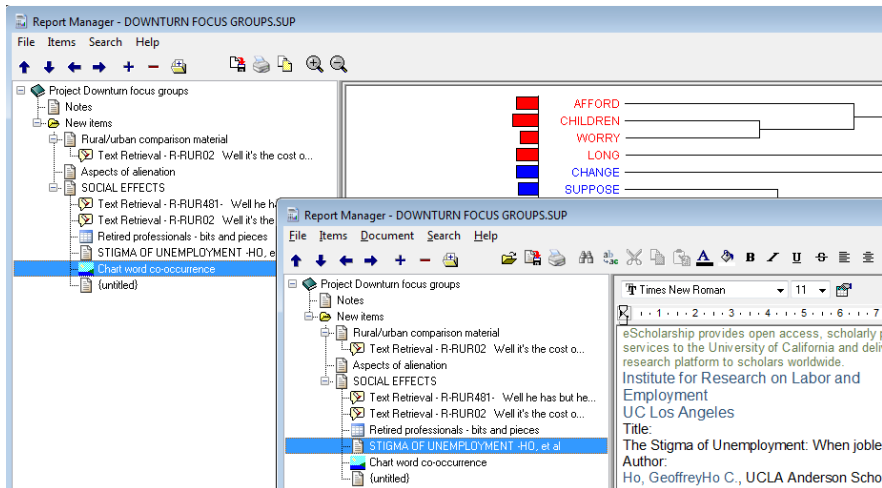 Report Manager - DOWNTURN FOCUS GROUPS.SUP
File Items Search Help
Project Downturn focus groups
Notes
New items
Rural/urban comparison material
Text Retrieval - R-RUR02 Well it's the cost o...
Aspects of alienation
SOCIAL EFFECTS
Text Retrieval - R-RUR481- Well he h
Text Retrieval - R-RUR02 Well it's the
Retired professionals - bits and pieces
STIGMA OF UNEMPLOYMENT -HO, e
Chart word co-occurrence
{untitled}
AFFORD
CHILDREN
WORRY
LONG
CHANGE
SUPPOSE
Report Manager - DOWNTURN FOCUS GROUPS.SUP
File Items Document Search Help
Project Downturn focus groups
Notes
New items
Rural/urban comparison material
Text Retrieval - R-RUR02 Well it's the cost o...
Aspects of alienation
SOCIAL EFFECTS
Text Retrieval - R-RUR481- Well he has but he...
Text Retrieval - R-RUR02 Well it's the cost o...
Retired professionals - bits and pieces
STIGMA OF UNEMPLOYMENT -HO, et al
Chart word co-occurrence
{untitled}
Times New Roman 11
1 2 3 4 5 6 7
eScholarship provides open access, scholarly p
services to the University of California and deli
research platform to scholars worldwide.
Institute for Research on Labor and
Employment
UC Los Angeles
Title:
The Stigma of Unemployment: When joble
Author:
Ho, GeoffreyHo C., UCLA Anderson Scho